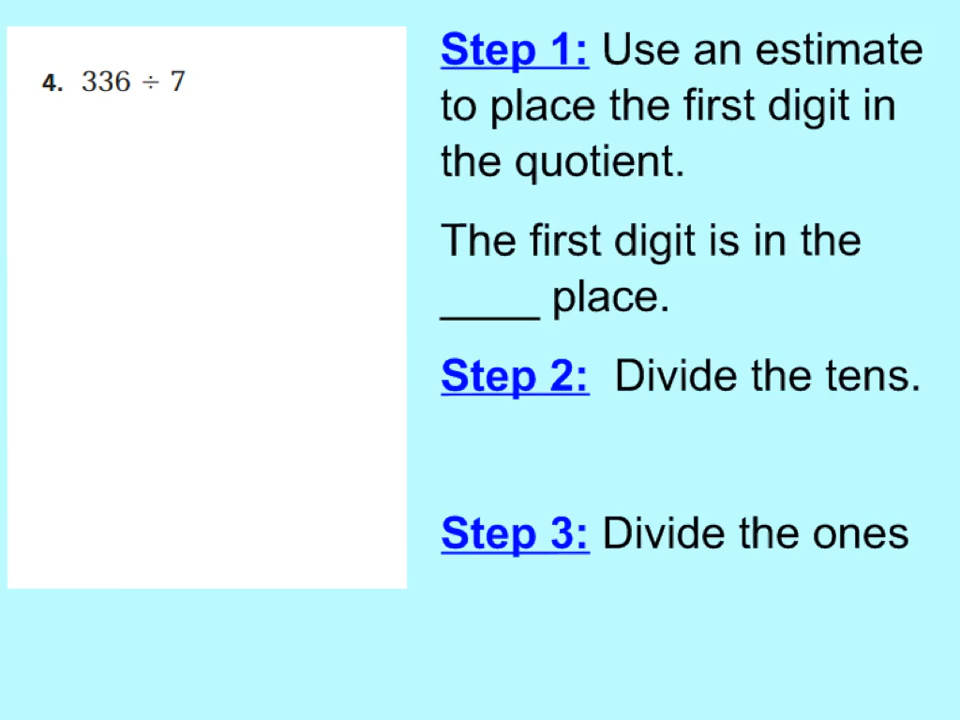 4. 336 ÷ 7
Step 1: Use an estimate
to place the first digit in
the quotient.
The first digit is in the
____ place.
Step 2: Divide the tens.
Step 3: Divide the ones